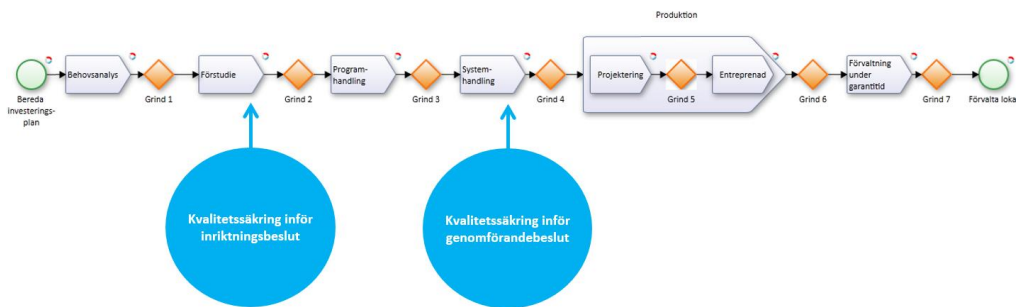 Produktion
Behovsanalys
Förstudie
Program-
handling
System-
handling
Projektering
Entreprenad
Förvaltning
under
garantitid
Bereda
investerings-
plan
Grind 1
Grind 2
Grind 3
Grind 4
Grind 5
Grind 6
Grind 7
Förvalta loka
Kvalitetssäkring inför
inriktningsbeslut
Kvalitetssäkring inför
genomförandebeslut